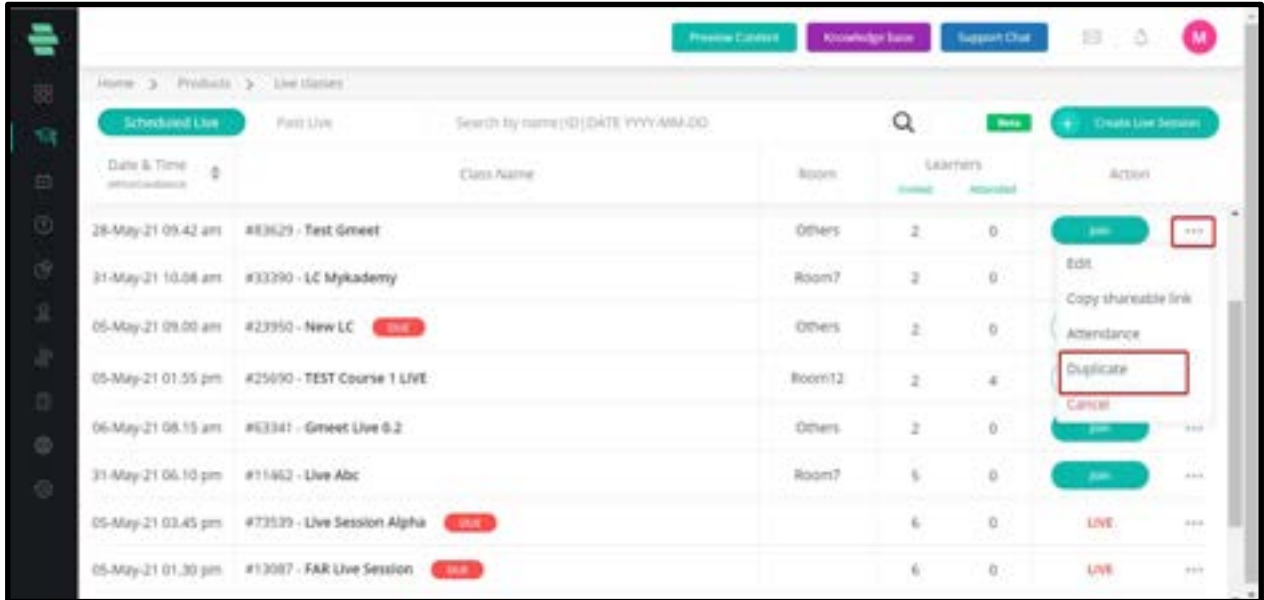 Preview Content Knowledge base Support Chat M
Home > Products > Live classes
Scheduled Live Past Live Search by name|ID|DATE YYYY-MM-DD Beta + Create Live Session
Date & Time Class Name Room Learners Action
Invited Attended
28-May-21 09.42 am #83629 - Test Gmeet Others 2 0 Join ...
Edit
31-May-21 10.08 am #33390 - LC Mykademy Room7 2 0
Copy shareable link
05-May-21 09.00 am #23950 - New LC DUE Others 2 0
Attendance
05-May-21 01.55 pm #25690 - TEST Course 1 LIVE Room12 2 4
Duplicate
Cancel
06-May-21 08.15 am #63341 - Gmeet Live 0.2 Others 2 0 Join ...
31-May-21 06.10 pm #11462 - Live Abc Room7 5 0 Join ...
05-May-21 03.45 pm #73539 - Live Session Alpha DUE 6 0 LIVE ...
05-May-21 01.30 pm #13087 - FAR Live Session DUE 6 0 LIVE ...